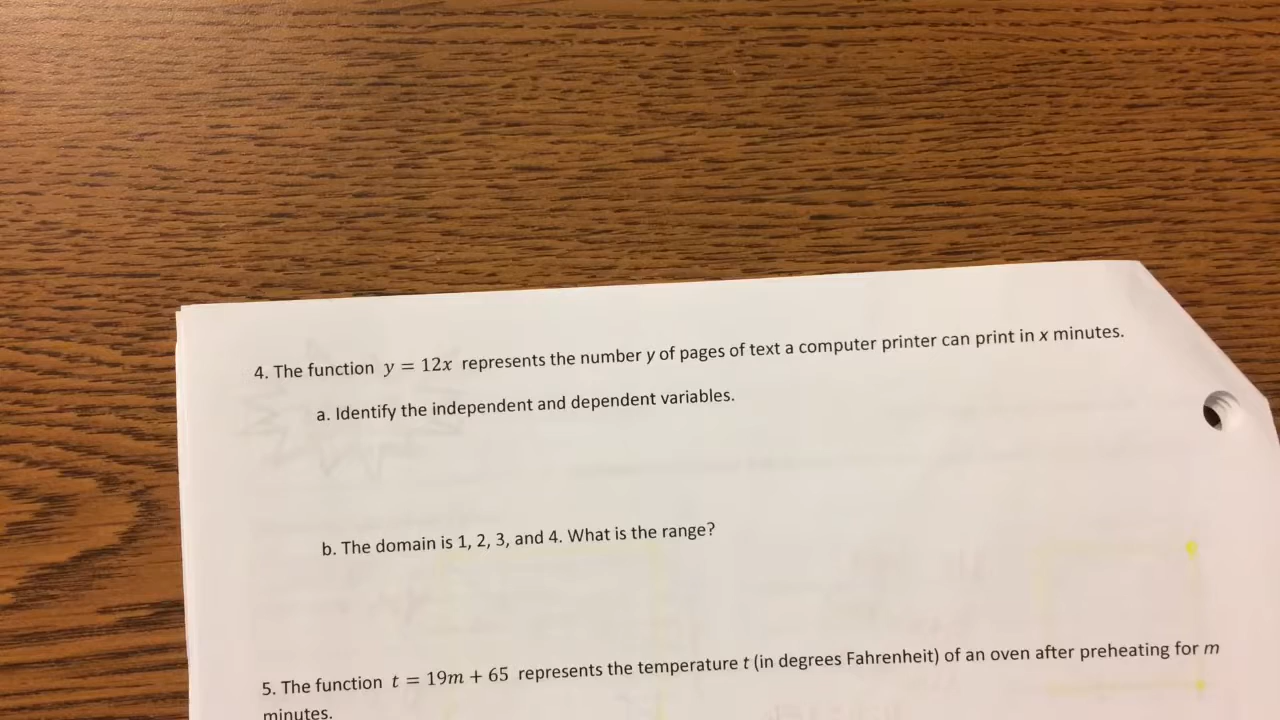 4. The function y = 12x represents the number y of pages of text a computer printer can print in x minutes.
a. Identify the independent and dependent variables.
b. The domain is 1, 2, 3, and 4. What is the range?
5. The function t = 19m + 65 represents the temperature t (in degrees Fahrenheit) of an oven after preheating for m
minutes.